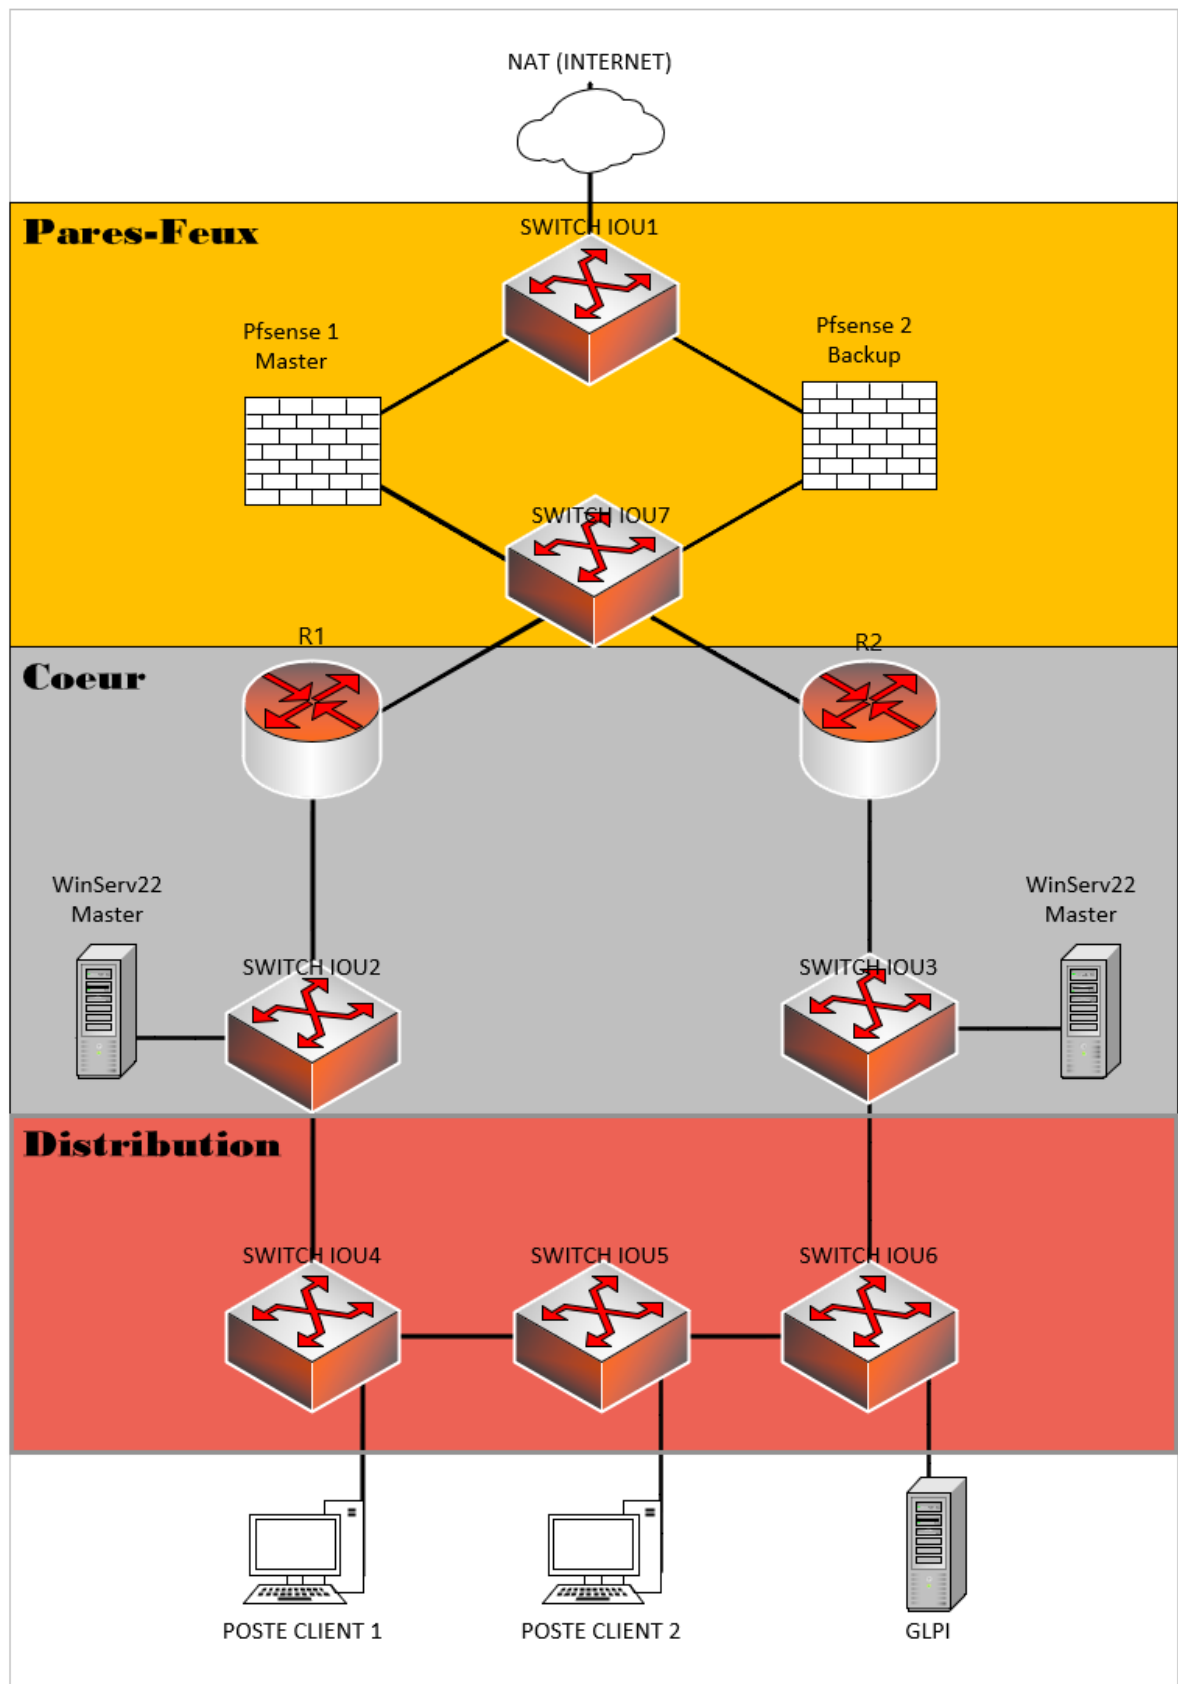 NAT (INTERNET)
Pares-Feux
SWITCH IOU1
Pfsense 1
Master
Pfsense 2
Backup
SWITCH IOU7
R1
R2
Coeur
WinServ22
Master
WinServ22
Master
SWITCH IOU2
SWITCH IOU3
Distribution
SWITCH IOU4
SWITCH IOU5
SWITCH IOU6
POSTE CLIENT 1
POSTE CLIENT 2
GLPI